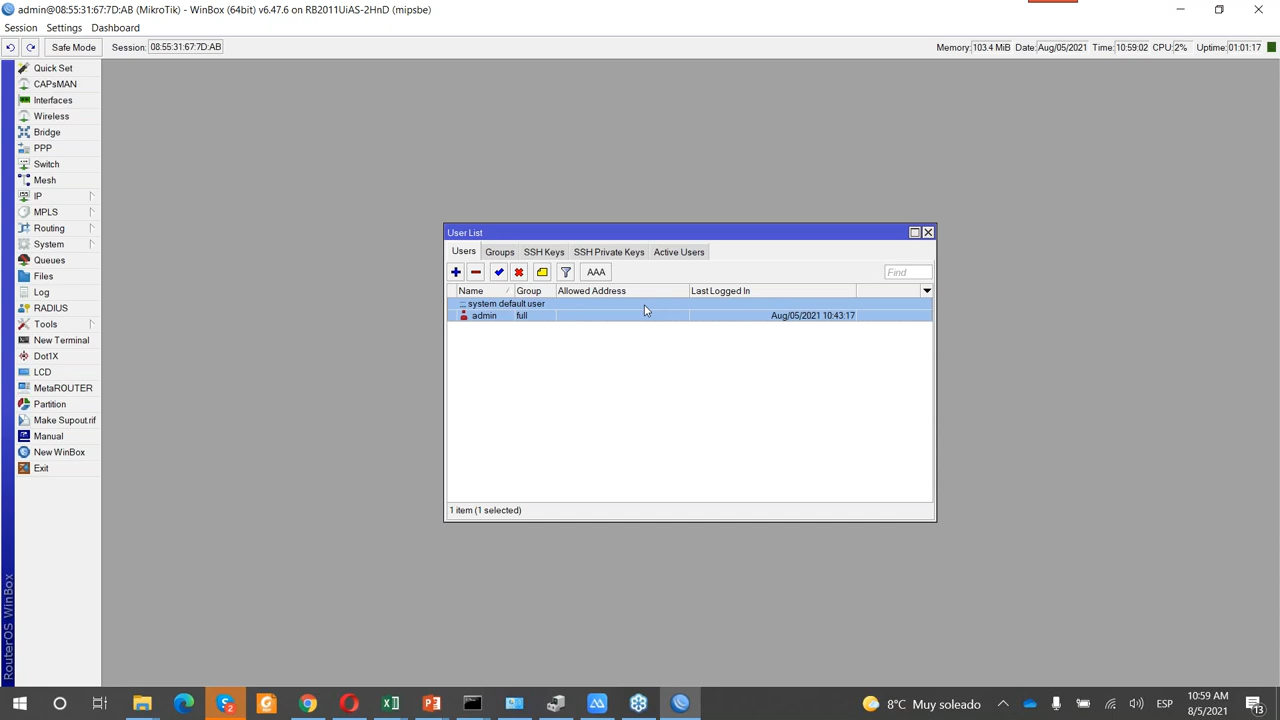 admin@08:55:31:67:7D:AB (MikroTik) - WinBox (64bit) v6.47.6 on RB2011UiAS-2HnD (mipsbe)
Session Settings Dashboard
Safe Mode Session: 08:55:31:67:7D:AB Memory: 103.4 MiB Date: Aug/05/2021 Time: 10:59:02 CPU: 2% Uptime: 01:01:17
Quick Set
CAPsMAN
Interfaces
Wireless
Bridge
PPP
Switch
Mesh
IP
MPLS
Routing
System
Queues
Files
Log
RADIUS
Tools
New Terminal
Dot1X
LCD
MetaROUTER
Partition
Make Supout.rif
Manual
New WinBox
Exit
RouterOS WinBox
User List
Users Groups SSH Keys SSH Private Keys Active Users
AAA Find
Name / Group Allowed Address Last Logged In
;;; system default user
admin full Aug/05/2021 10:43:17
1 item (1 selected)
8°C Muy soleado ESP 10:59 AM
8/5/2021 13